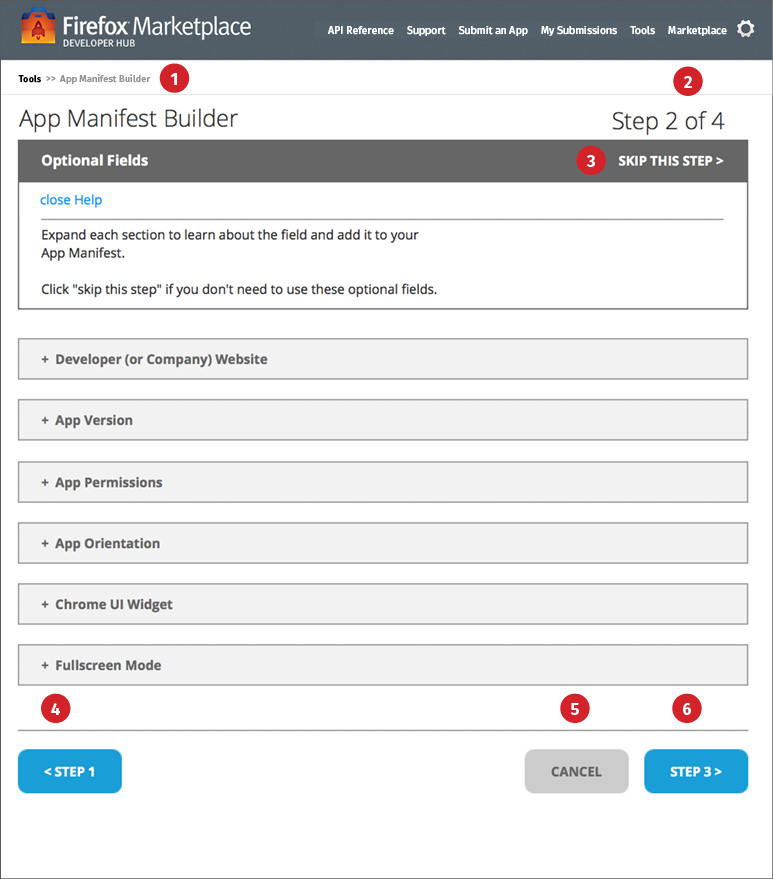 Firefox Marketplace
DEVELOPER HUB
API Reference Support Submit an App My Submissions Tools Marketplace
Tools >> App Manifest Builder 1
2
App Manifest Builder
Step 2 of 4
Optional Fields
3 SKIP THIS STEP >
close Help
Expand each section to learn about the field and add it to your
App Manifest.
Click "skip this step" if you don't need to use these optional fields.
+ Developer (or Company) Website
+ App Version
+ App Permissions
+ App Orientation
+ Chrome UI Widget
+ Fullscreen Mode
4 5 6
< STEP 1 CANCEL STEP 3 >